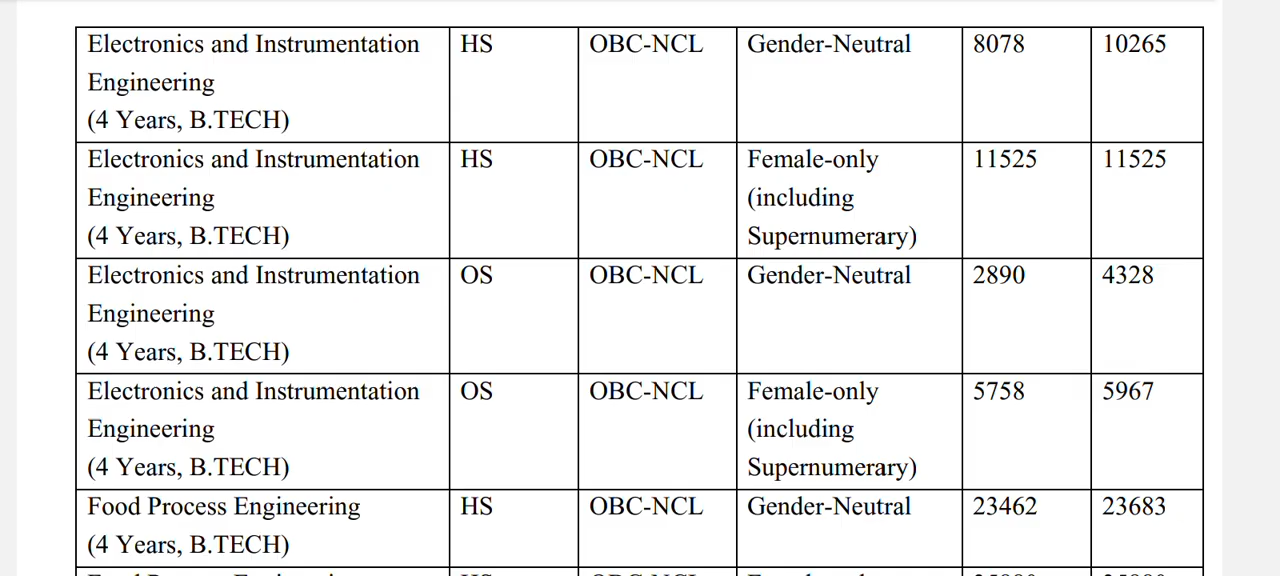 Electronics and Instrumentation HS OBC-NCL Gender-Neutral 8078 10265
Engineering
(4 Years, B.TECH)
Electronics and Instrumentation HS OBC-NCL Female-only 11525 11525
Engineering (including
(4 Years, B.TECH) Supernumerary)
Electronics and Instrumentation OS OBC-NCL Gender-Neutral 2890 4328
Engineering
(4 Years, B.TECH)
Electronics and Instrumentation OS OBC-NCL Female-only 5758 5967
Engineering (including
(4 Years, B.TECH) Supernumerary)
Food Process Engineering HS OBC-NCL Gender-Neutral 23462 23683
(4 Years, B.TECH)